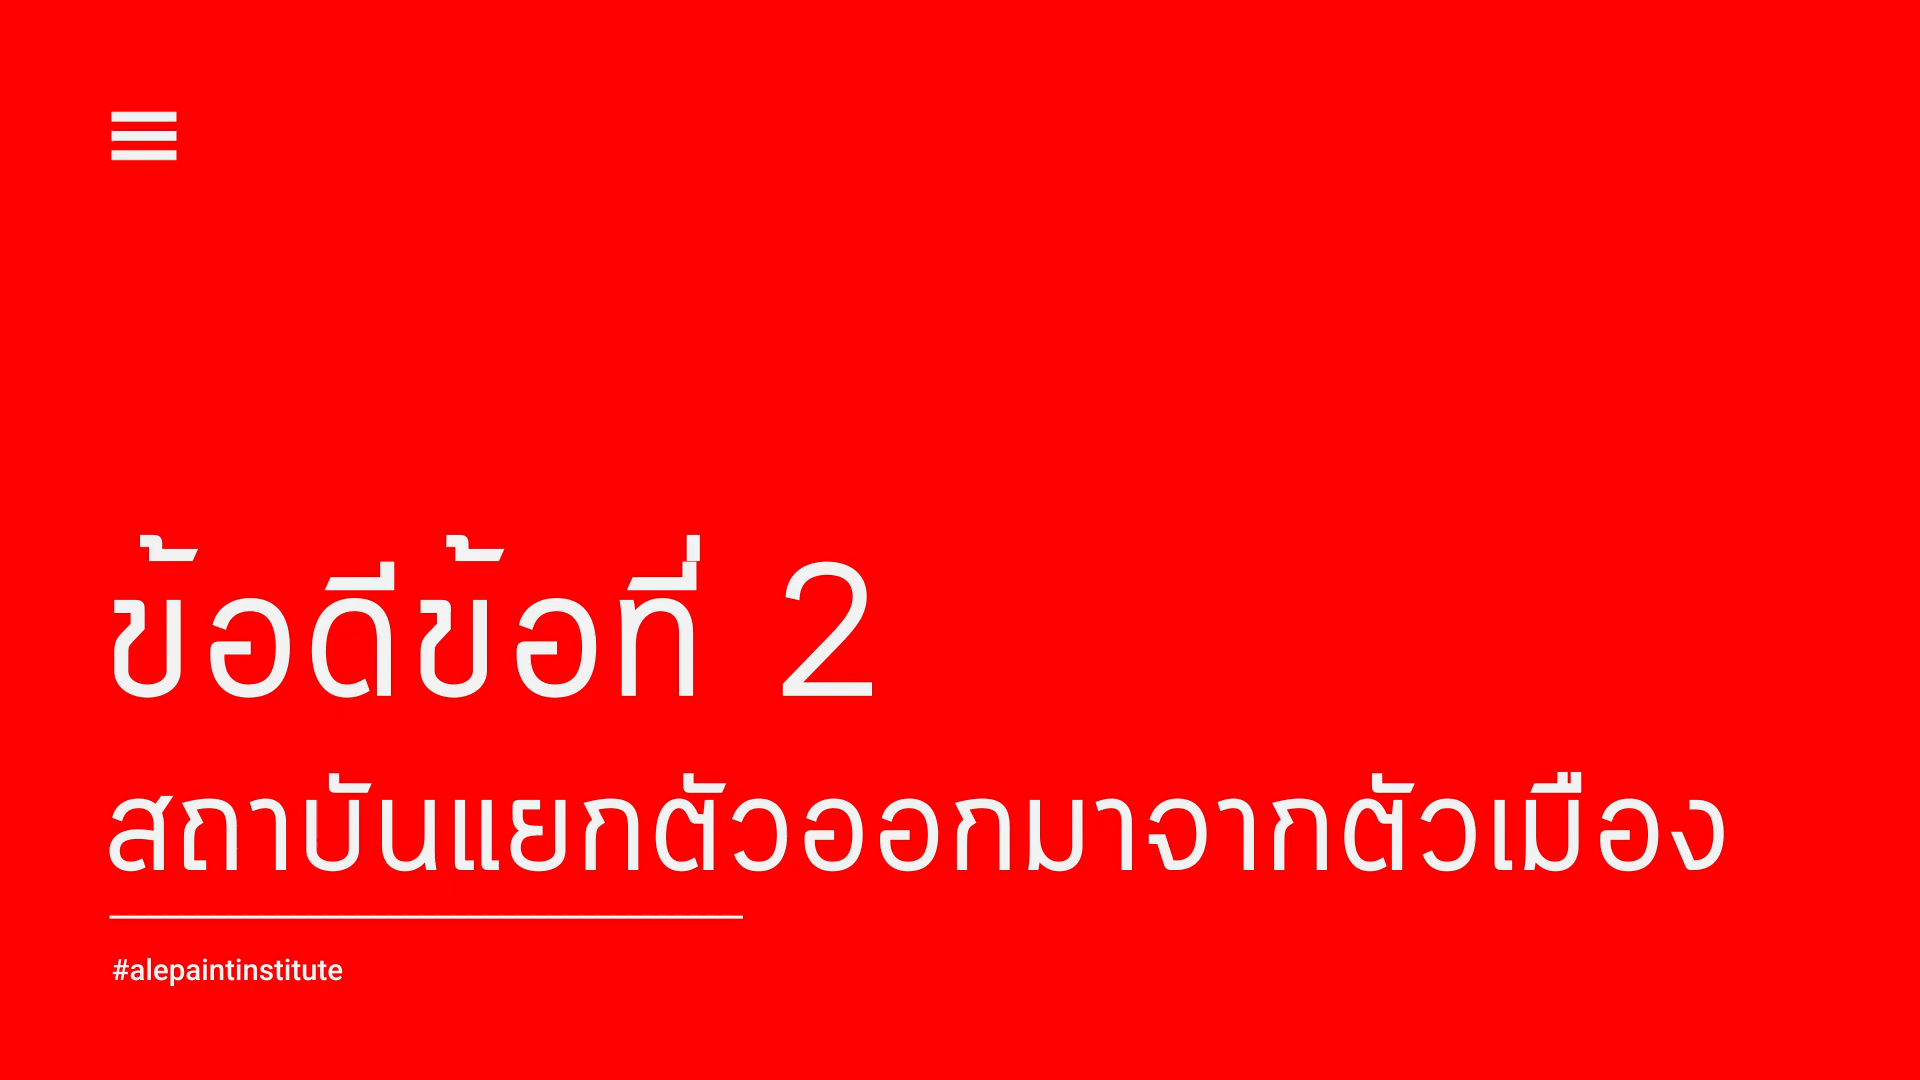 ข้อดีข้อที่ 2
สถาบันแยกตัวออกมาจากตัวเมือง
#alepaintinstitute